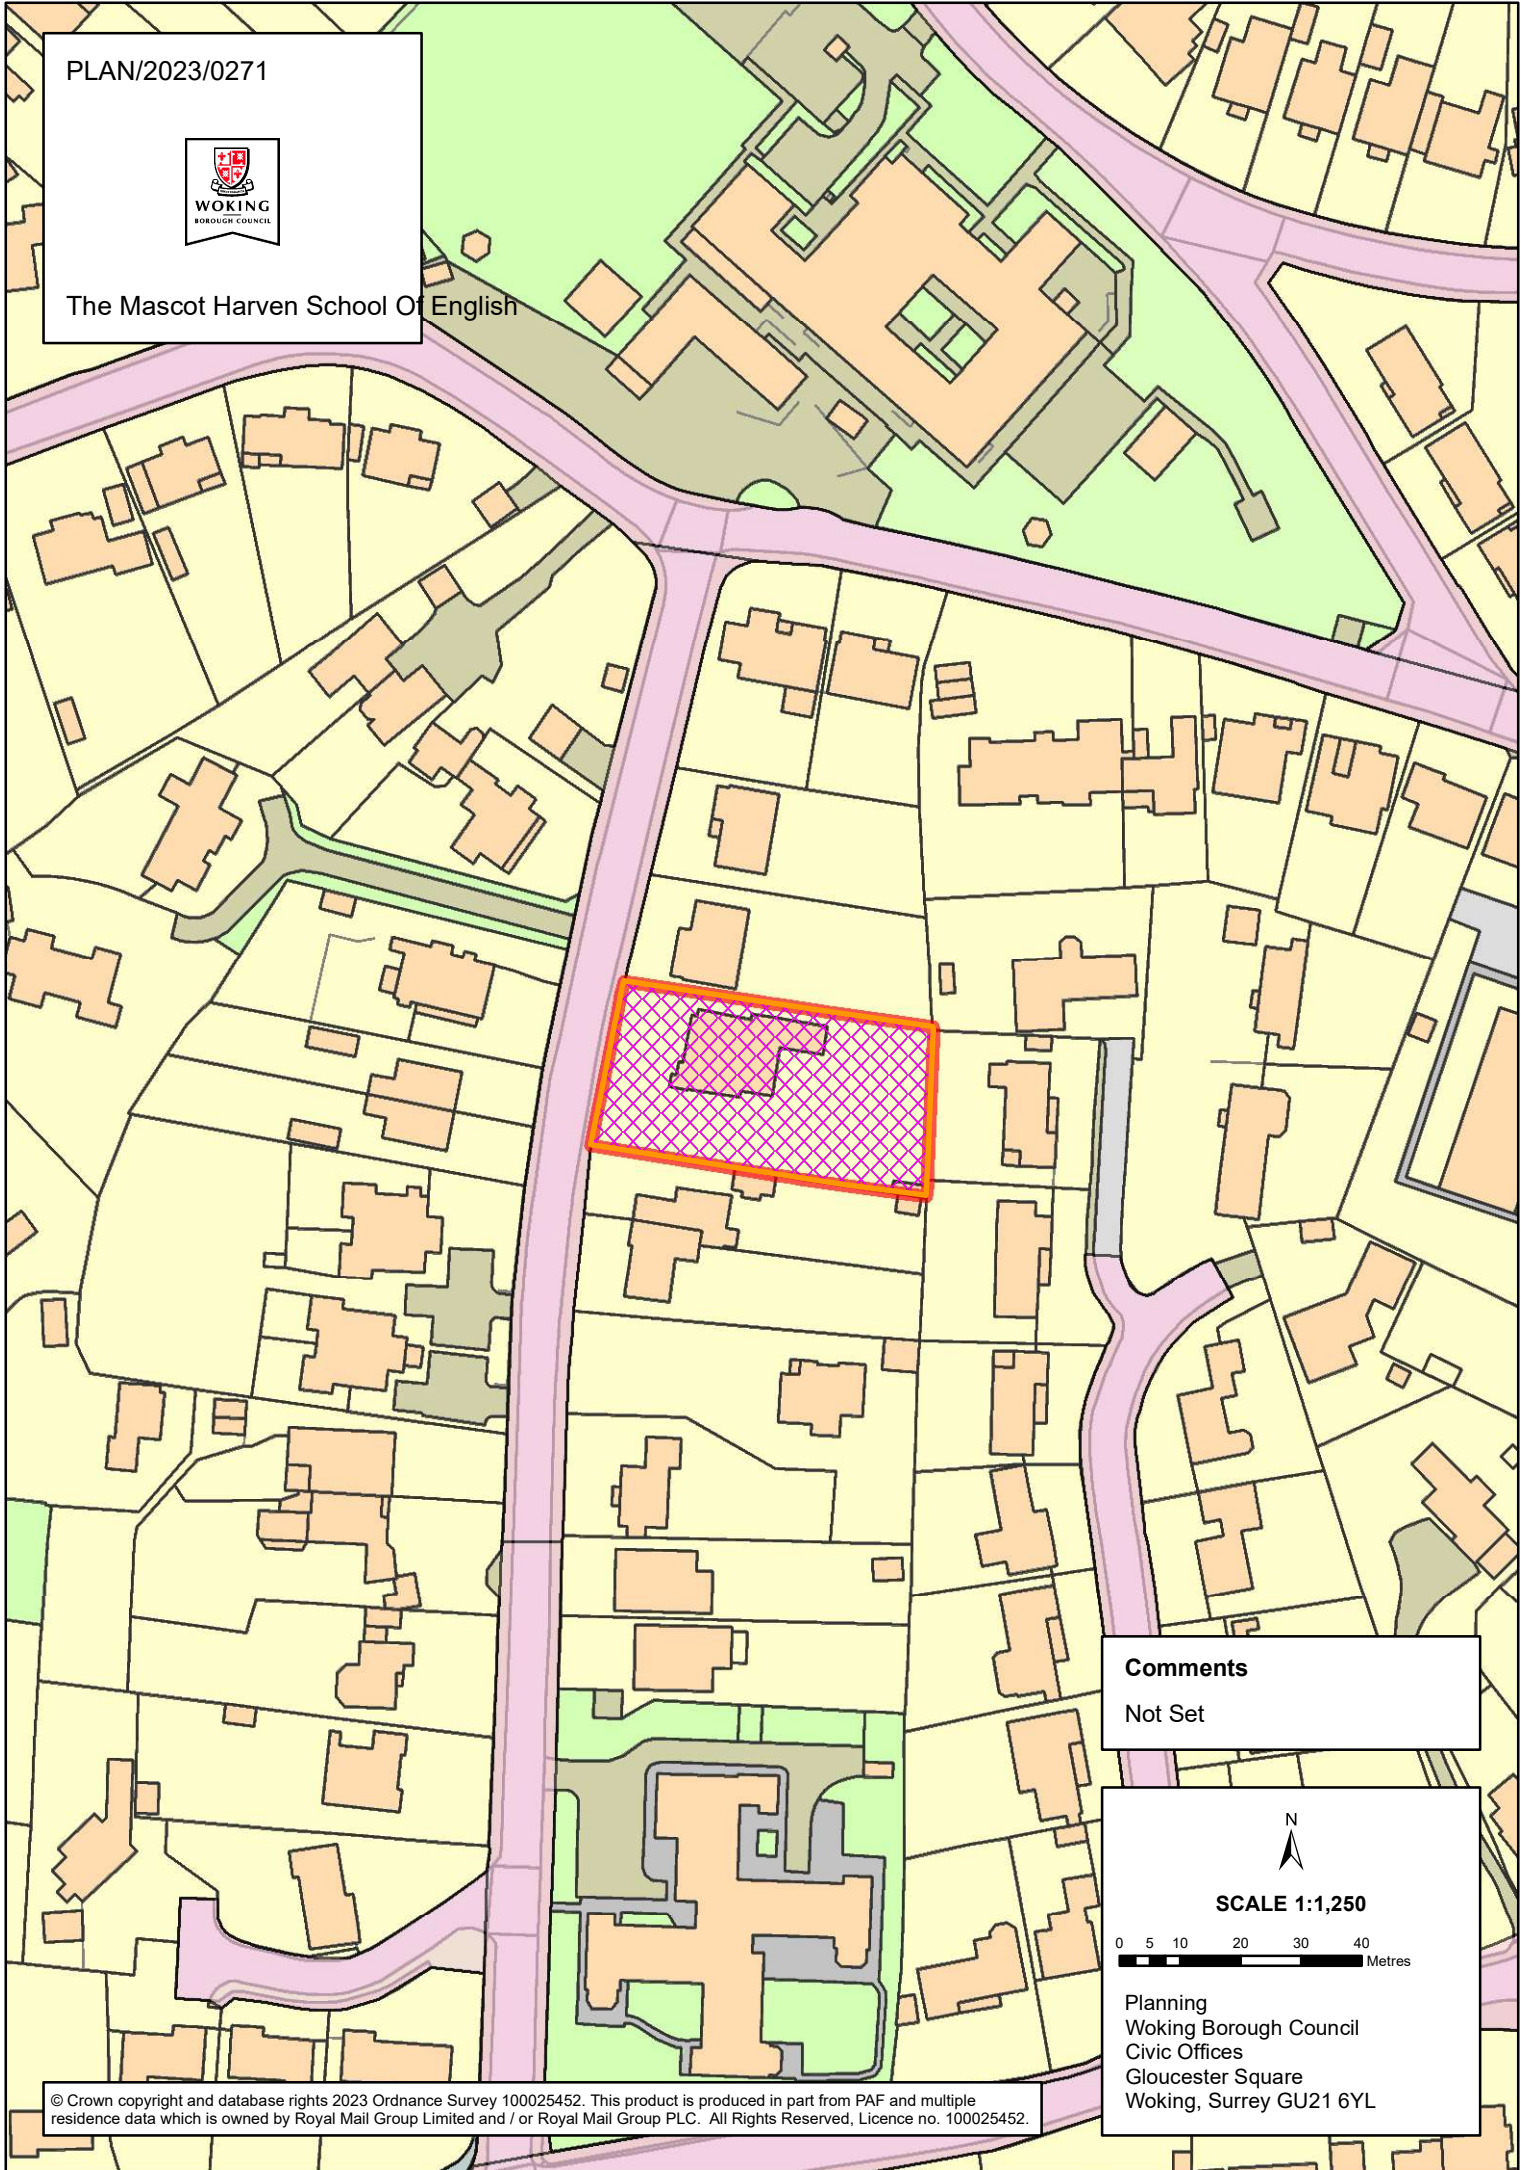 PLAN/2023/0271
WOKING
BOROUGH COUNCIL
The Mascot Harven School Of English
Comments
Not Set
N
SCALE 1:1,250
0 5 10 20 30 40
Metres
Planning
Woking Borough Council
Civic Offices
Gloucester Square
Woking, Surrey GU21 6YL
© Crown copyright and database rights 2023 Ordnance Survey 100025452. This product is produced in part from PAF and multiple
residence data which is owned by Royal Mail Group Limited and / or Royal Mail Group PLC. All Rights Reserved, Licence no. 100025452.